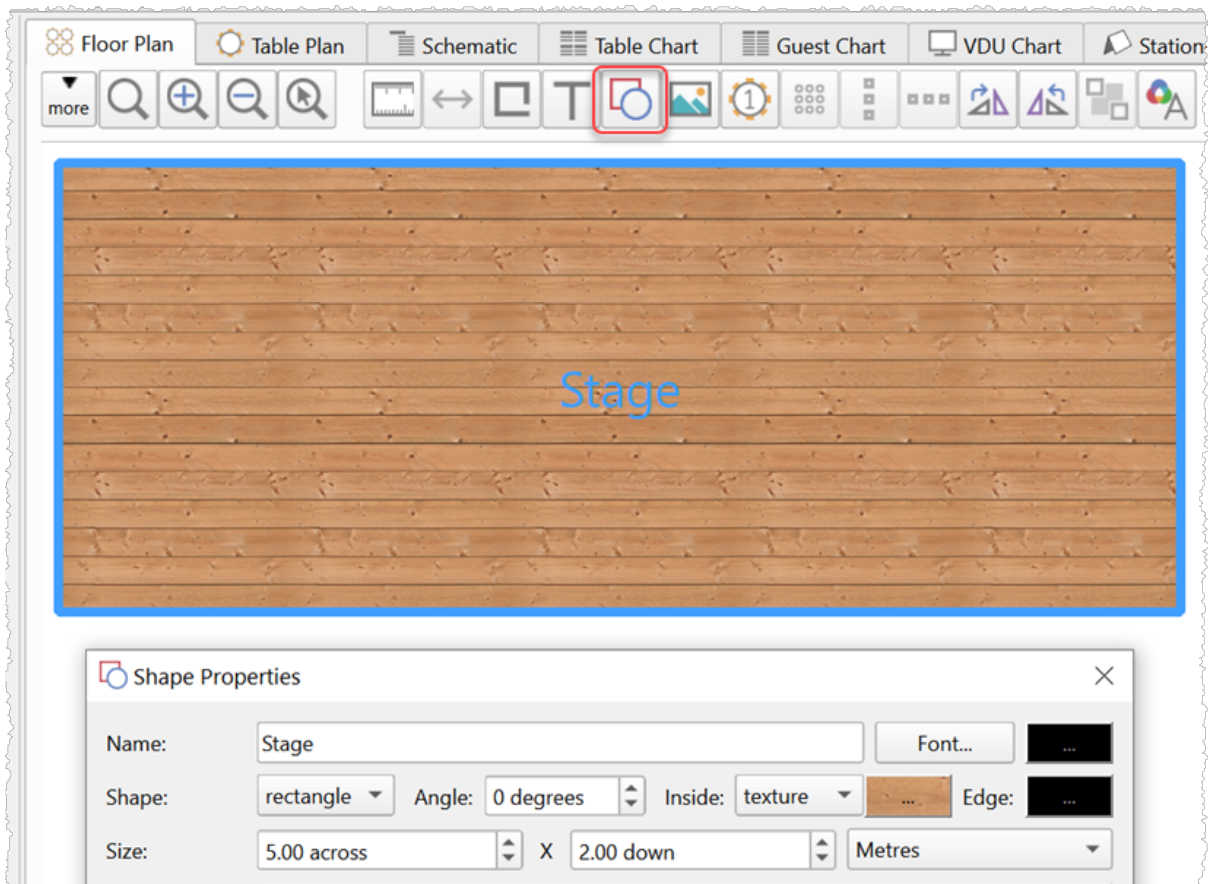 Floor Plan Table Plan Schematic Table Chart Guest Chart VDU Chart Station
more T 1 A
Stage
Shape Properties
Name: Stage Font... ...
Shape: rectangle Angle: 0 degrees Inside: texture ... Edge: ...
Size: 5.00 across X 2.00 down Metres